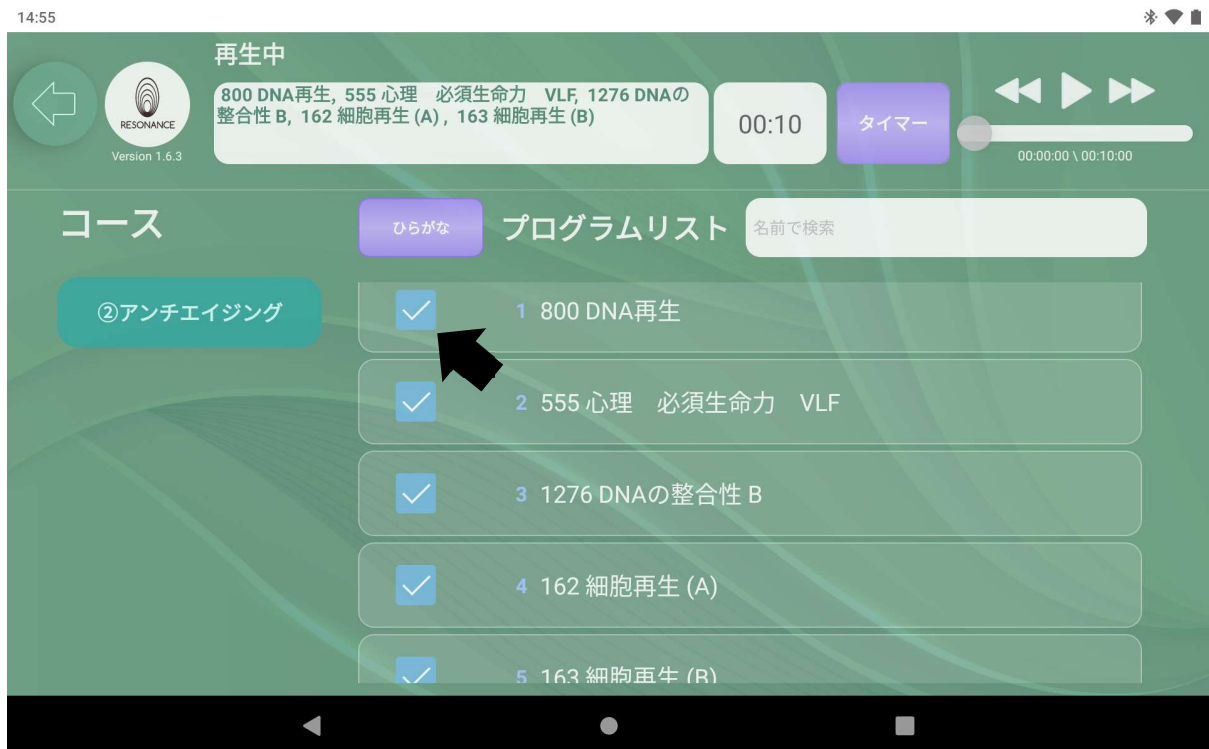 14:55
再生中
800 DNA再生, 555 心理　必須生命力　VLF, 1276 DNAの
整合性 B, 162 細胞再生 (A) , 163 細胞再生 (B)
00:10
タイマー
RESONANCE
Version 1.6.3
00:00:00 \ 00:10:00
コース
ひらがな
プログラムリスト
名前で検索
②アンチエイジング
1 800 DNA再生
2 555 心理　必須生命力　VLF
3 1276 DNAの整合性 B
4 162 細胞再生 (A)
5 163 細胞再生 (B)